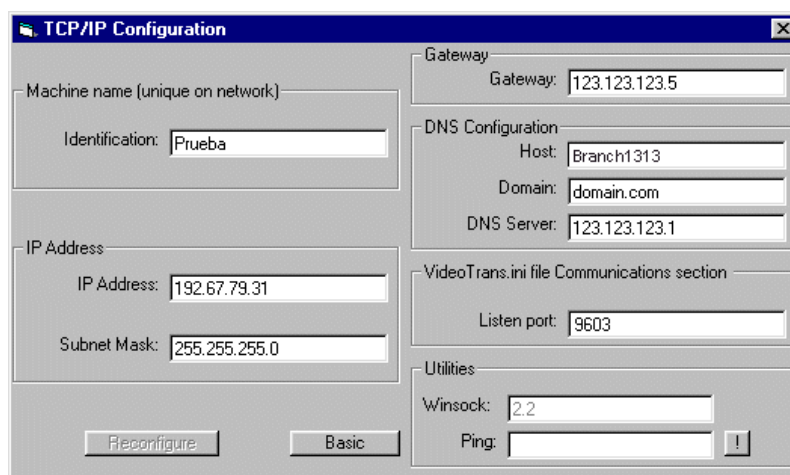 TCP/IP Configuration
Machine name (unique on network)
Identification: Prueba
IP Address
IP Address: 192.67.79.31
Subnet Mask: 255.255.255.0
Reconfigure
Basic
Gateway
Gateway: 123.123.123.5
DNS Configuration
Host: Branch1313
Domain: domain.com
DNS Server: 123.123.123.1
VideoTrans.ini file Communications section
Listen port: 9603
Utilities
Winsock: 2.2
Ping:
!